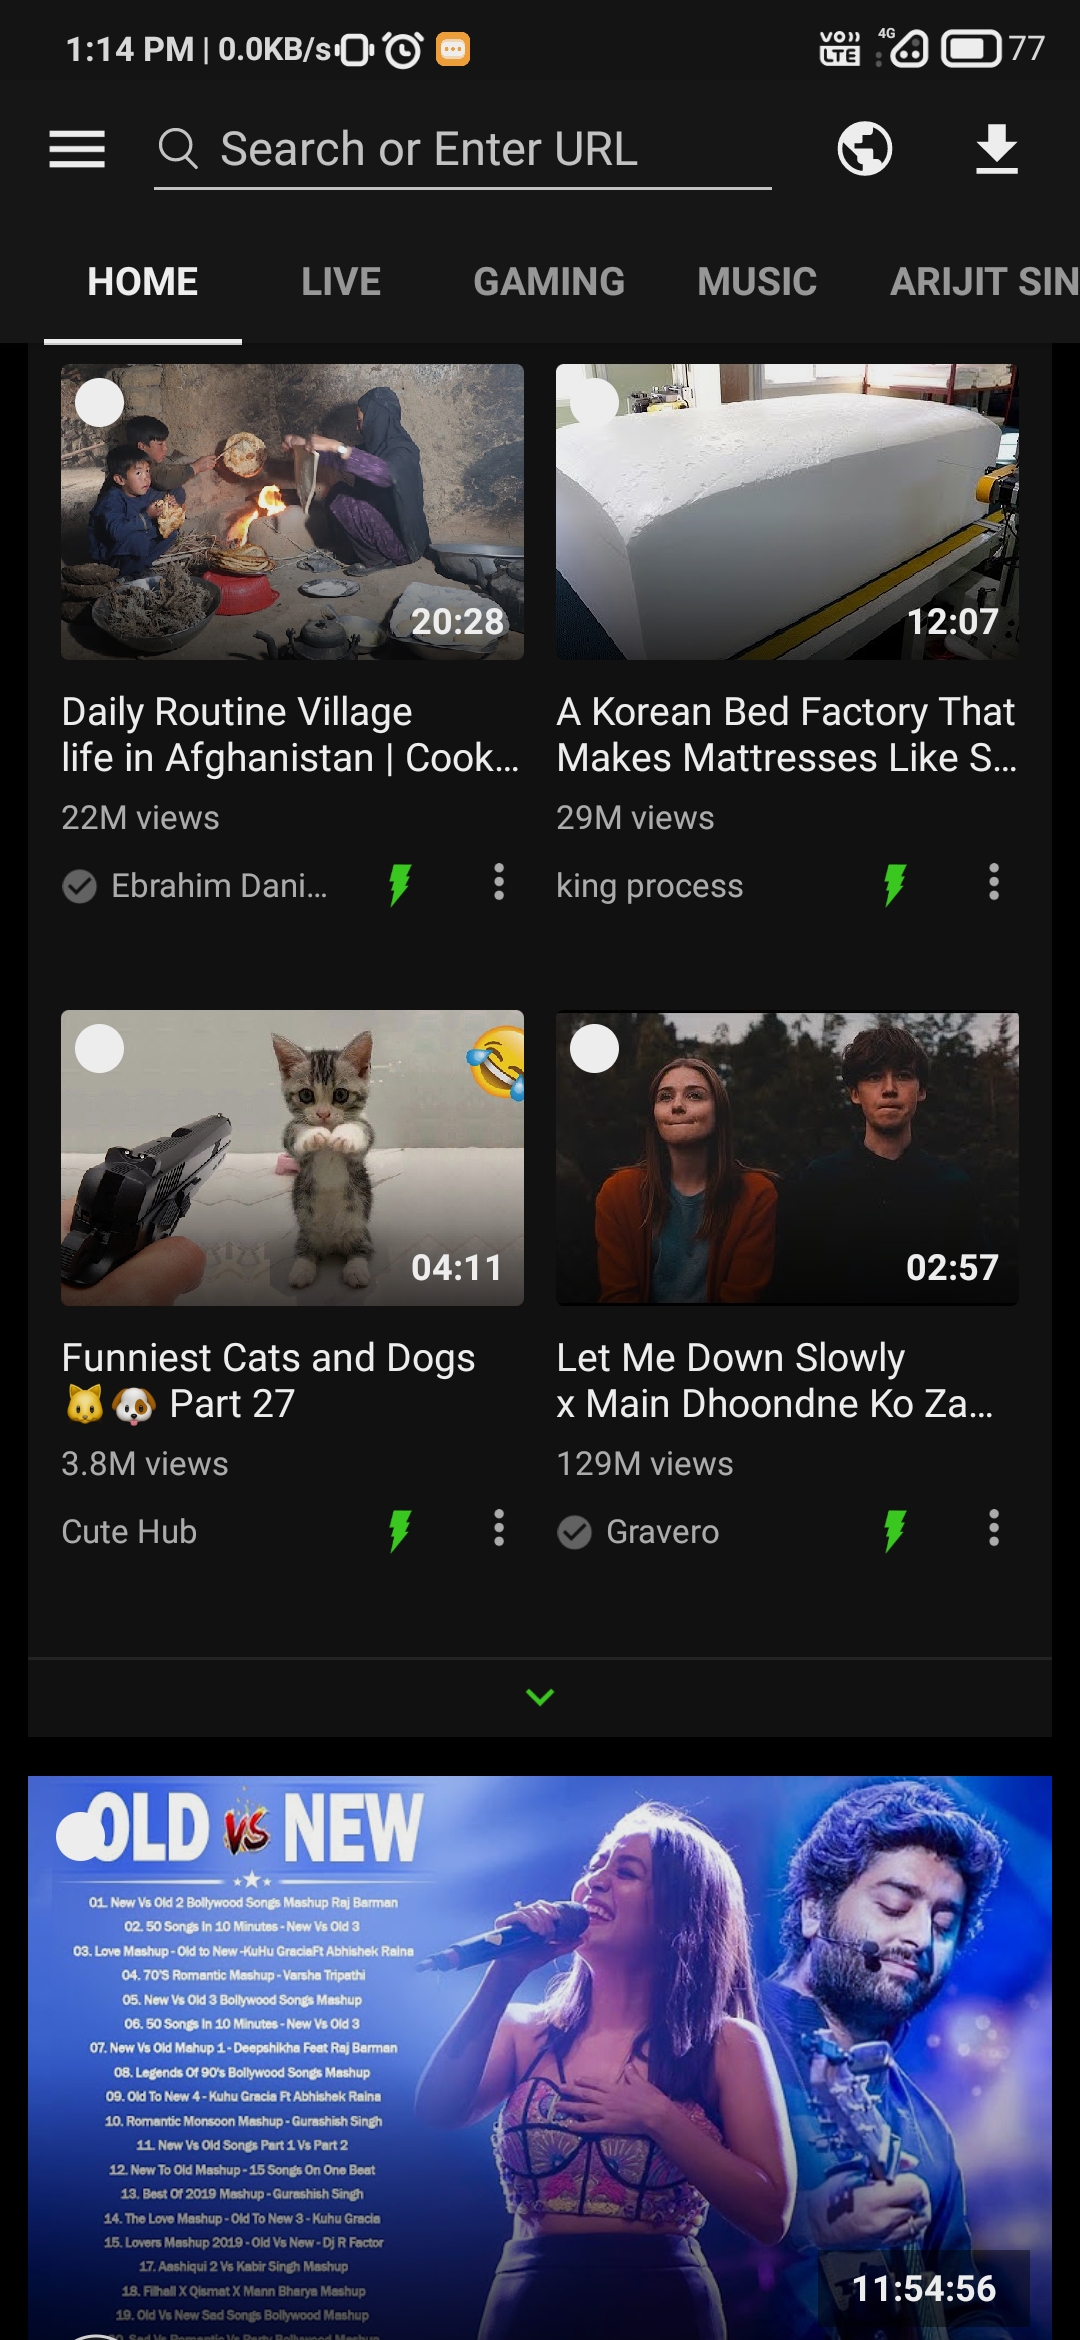 1:14 PM | 0.0KB/s
VO LTE 4G 77
Search or Enter URL
HOME LIVE GAMING MUSIC ARIJIT SIN
20:28
12:07
Daily Routine Village
life in Afghanistan | Cook...
22M views
Ebrahim Dani...
A Korean Bed Factory That
Makes Mattresses Like S...
29M views
king process
04:11
02:57
Funniest Cats and Dogs
🐱🐶 Part 27
3.8M views
Cute Hub
Let Me Down Slowly
x Main Dhoondne Ko Za...
129M views
Gravero
OLD VS NEW
01. New Vs Old 2 Bollywood Songs Mashup Raj Barman
02. 50 Songs In 10 Minutes - New Vs Old 3
03. Love Mashup - Old to New -KuHu GraciaFt Abhishek Raina
04. 70'S Romantic Mashup - Varsha Tripathi
05. New Vs Old 3 Bollywood Songs Mashup
06. 50 Songs In 10 Minutes - New Vs Old 3
07. New Vs Old Mahup 1 - Deepshikha Feat Raj Barman
08. Legends Of 90's Bollywood Songs Mashup
09. Old To New 4 - Kuhu Gracia Ft Abhishek Raina
10. Romantic Monsoon Mashup - Gurashish Singh
11. New Vs Old Songs Part 1 Vs Part 2
12. New To Old Mashup - 15 Songs On One Beat
13. Best Of 2019 Mashup - Gurashish Singh
14. The Love Mashup - Old To New 3 - Kuhu Gracia
15. Lovers Mashup 2019 - Old Vs New - Dj R Factor
17. Aashiqui 2 Vs Kabir Singh Mashup
18. Filhall X Qismat X Mann Bharya Mashup
19. Old Vs New Sad Songs Bollywood Mashup
20. Sad Vs Romantic Vs Party Bollywood Mashup
11:54:56